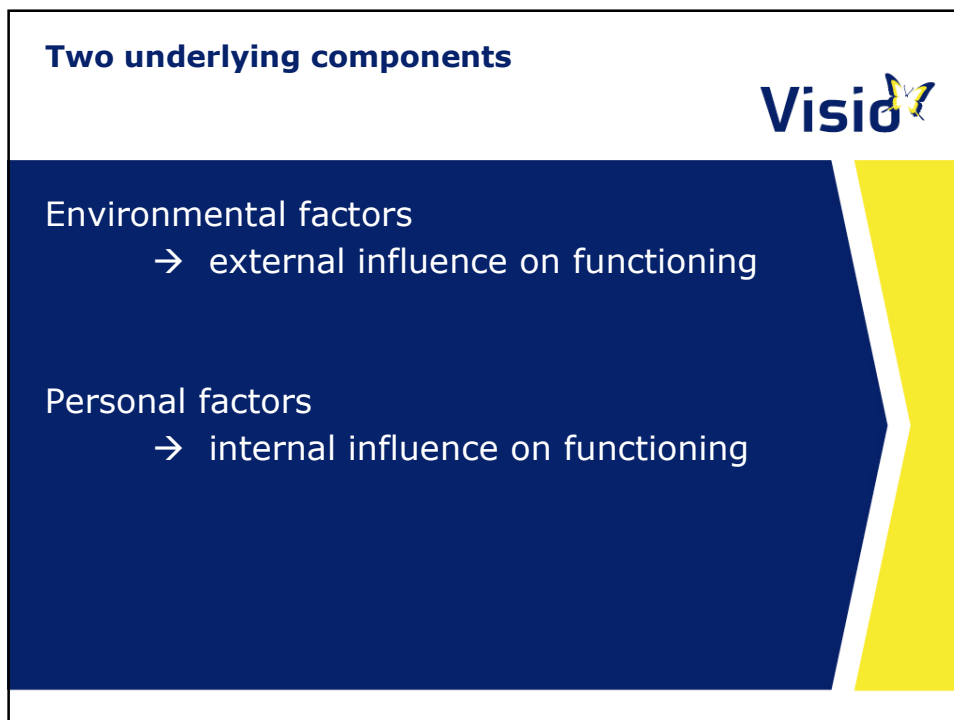 Two underlying components
Visio
Environmental factors
→ external influence on functioning
Personal factors
→ internal influence on functioning